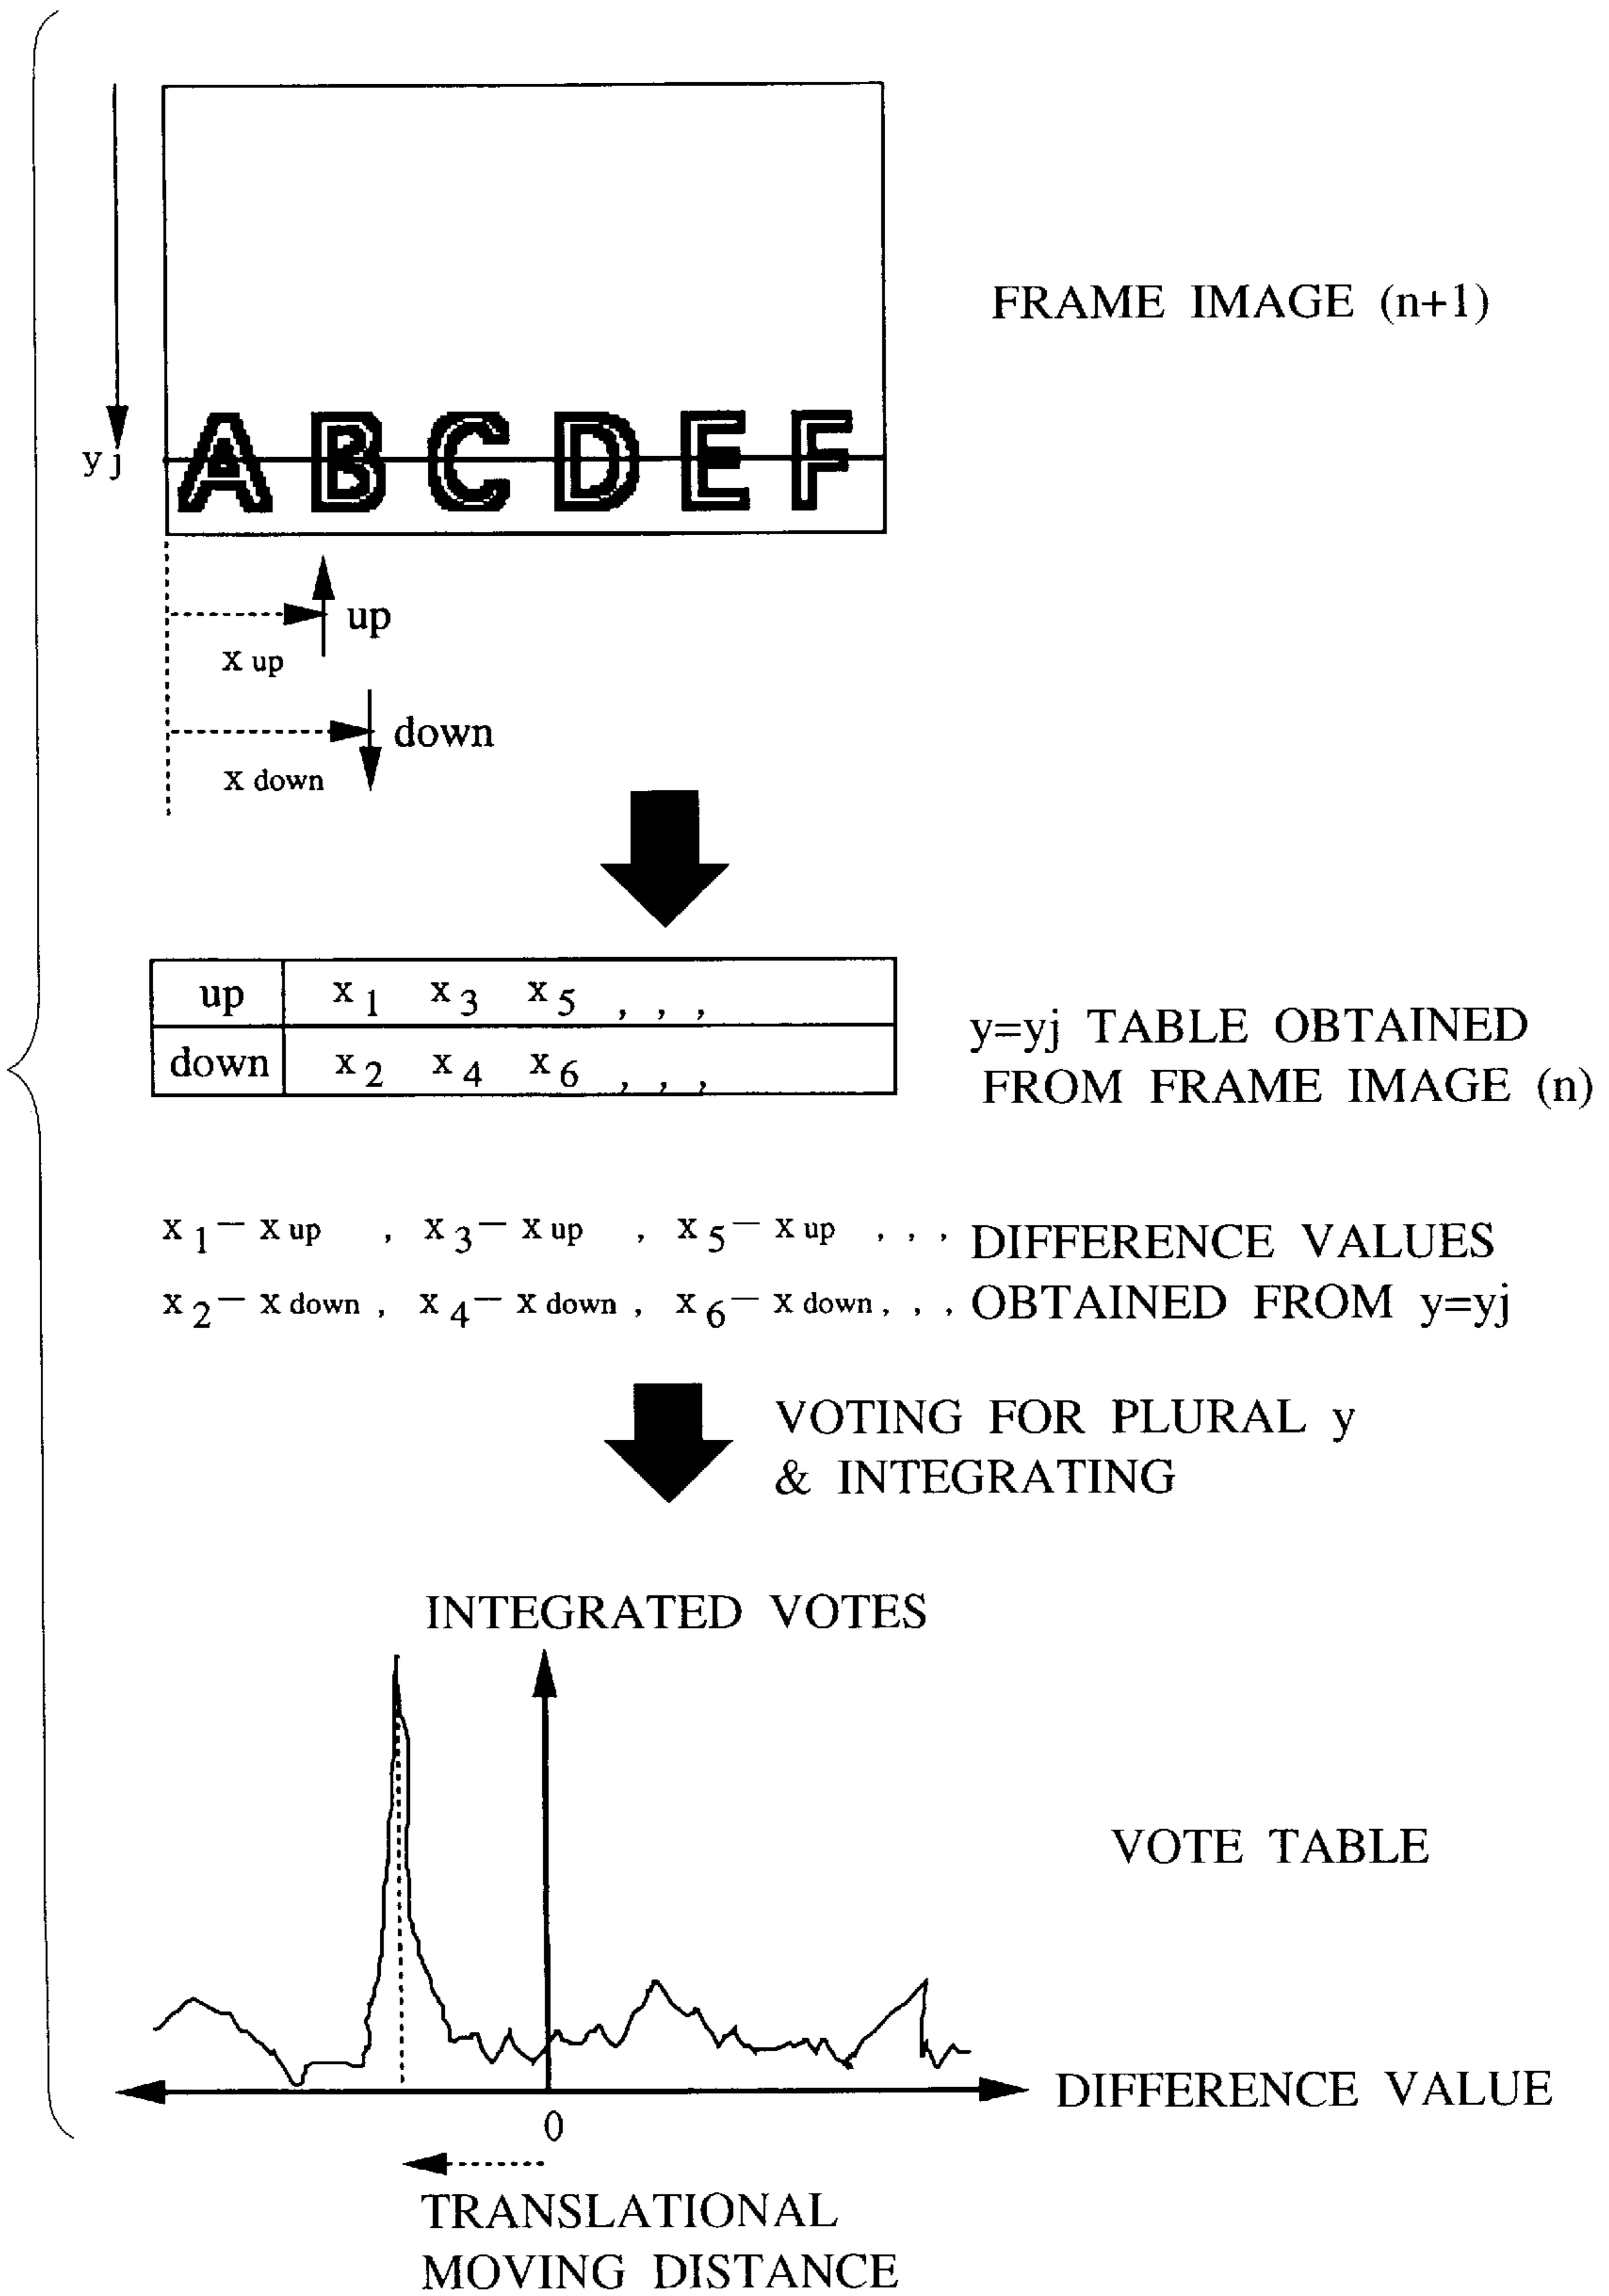 FRAME IMAGE (n+1)
A B C D E F
y j
up
x up
down
x down
up x 1 x 3 x 5 , , ,
down x 2 x 4 x 6 , , ,
y=yj TABLE OBTAINED
FROM FRAME IMAGE (n)
x 1 − x up , x 3 − x up , x 5 − x up , , ,
x 2 − x down , x 4 − x down , x 6 − x down , , ,
DIFFERENCE VALUES
OBTAINED FROM y=yj
VOTING FOR PLURAL y
& INTEGRATING
INTEGRATED VOTES
VOTE TABLE
DIFFERENCE VALUE
0
TRANSLATIONAL
MOVING DISTANCE